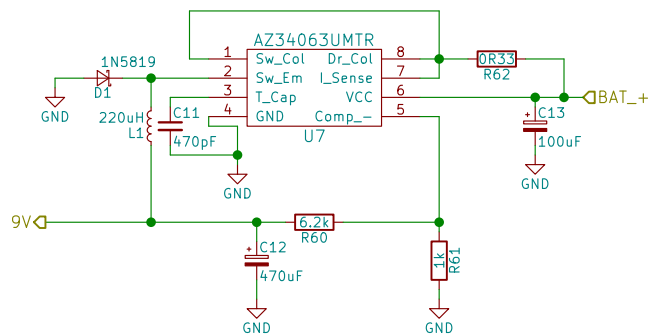 AZ34063UMTR
1 Sw_Col Dr_Col 8
2 Sw_Em I_Sense 7
3 T_Cap VCC 6
4 GND Comp_- 5
U7
1N5819
D1
GND
0R33
R62
BAT_+
C13
100uF
+
GND
220uH
L1
C11
470pF
GND
9V
6.2k
R60
+
C12
470uF
GND
1k
R61
GND